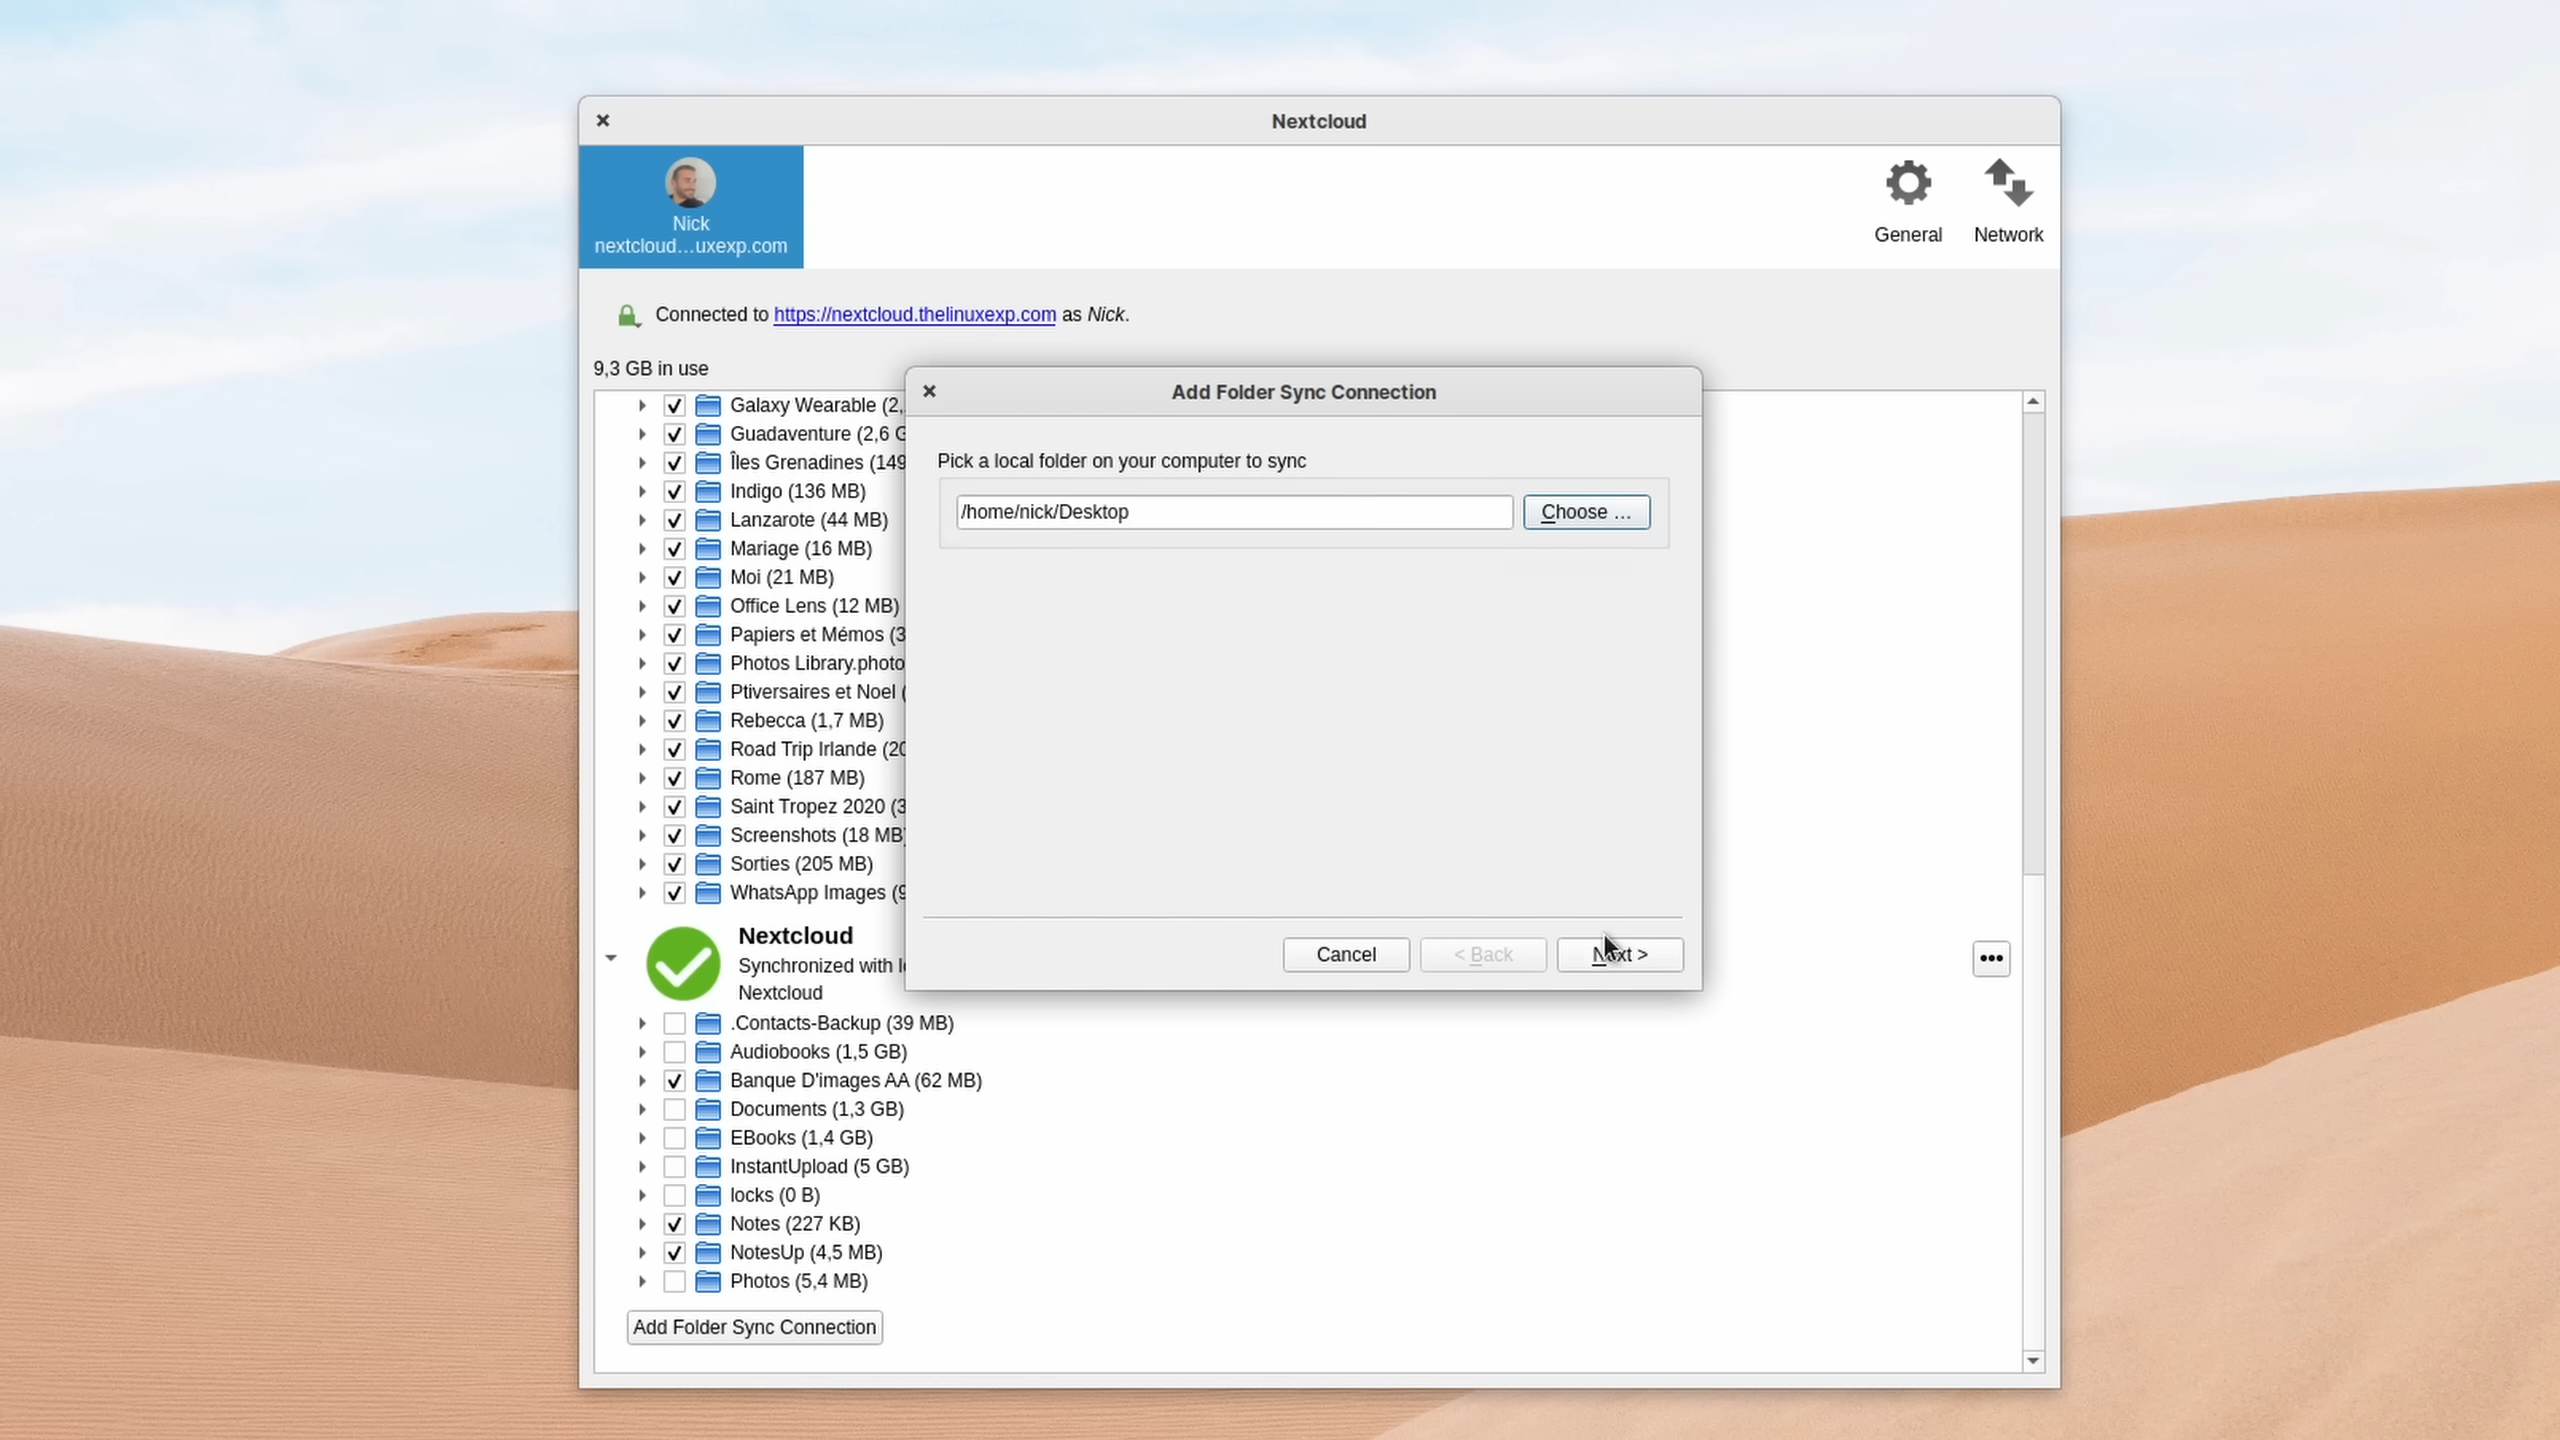 Nextcloud
Nick
nextcloud...uxexp.com
General
Network
Connected to https://nextcloud.thelinuxexp.com as Nick.
9,3 GB in use
Galaxy Wearable (2,
Guadaventure (2,6 G
Îles Grenadines (149
Indigo (136 MB)
Lanzarote (44 MB)
Mariage (16 MB)
Moi (21 MB)
Office Lens (12 MB)
Papiers et Mémos (3
Photos Library.photo
Ptiversaires et Noel (
Rebecca (1,7 MB)
Road Trip Irlande (20
Rome (187 MB)
Saint Tropez 2020 (3
Screenshots (18 MB)
Sorties (205 MB)
WhatsApp Images (9
Nextcloud
Synchronized with l
Nextcloud
.Contacts-Backup (39 MB)
Audiobooks (1,5 GB)
Banque D'images AA (62 MB)
Documents (1,3 GB)
EBooks (1,4 GB)
InstantUpload (5 GB)
locks (0 B)
Notes (227 KB)
NotesUp (4,5 MB)
Photos (5,4 MB)
Add Folder Sync Connection
Add Folder Sync Connection
Pick a local folder on your computer to sync
/home/nick/Desktop
Choose ...
Cancel
< Back
Next >